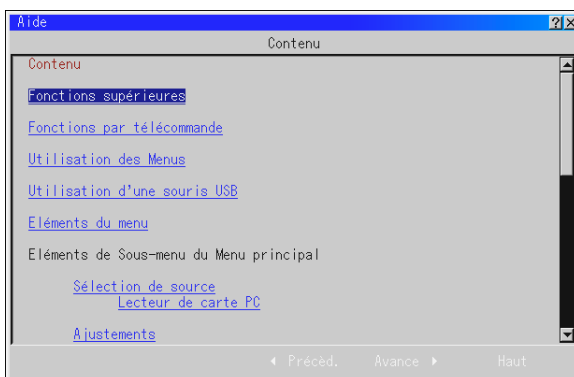 Aide
Contenu
Contenu
Fonctions supérieures
Fonctions par télécommande
Utilisation des Menus
Utilisation d'une souris USB
Eléments du menu
Eléments de Sous-menu du Menu principal
Sélection de source
Lecteur de carte PC
Ajustements
Précèd. Avance Haut